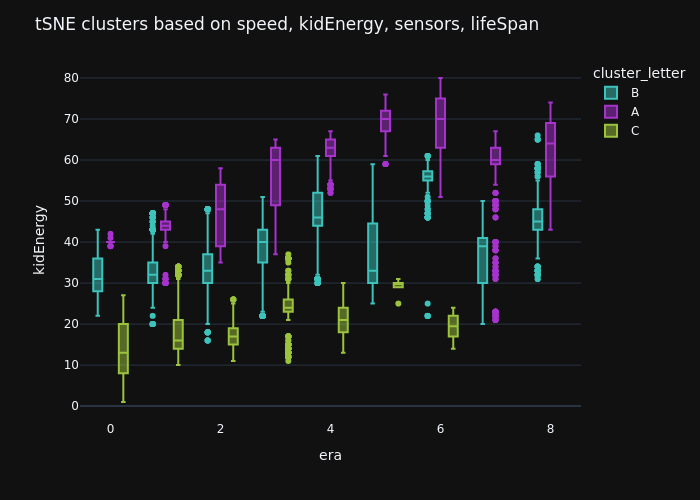 tSNE clusters based on speed, kidEnergy, sensors, lifeSpan
cluster_letter
B
A
C
kidEnergy
80
70
60
50
40
30
20
10
0
0 2 4 6 8
era